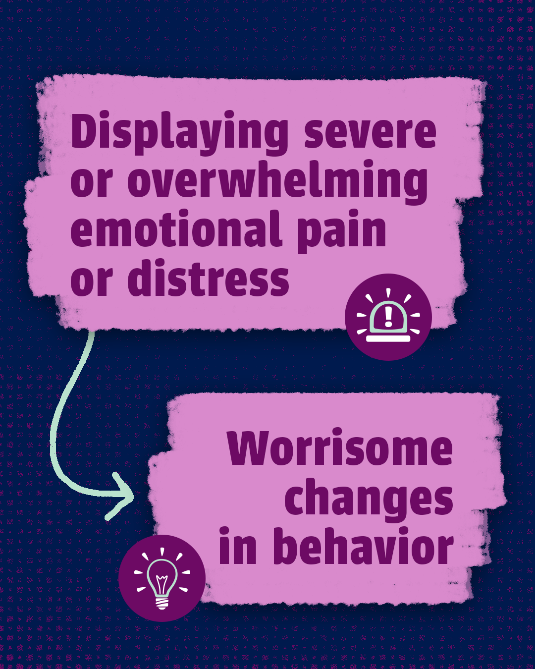 Displaying severe
or overwhelming
emotional pain
or distress
Worrisome
changes
in behavior